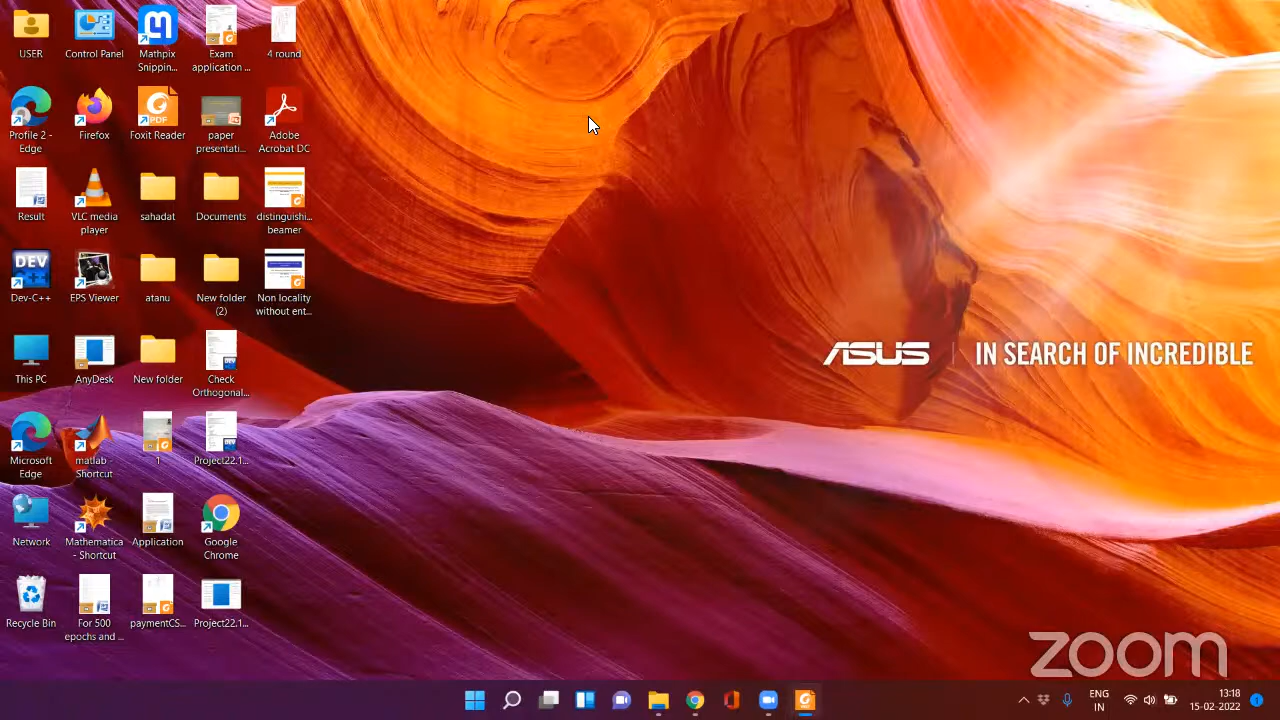 USER
Control Panel
Mathpix
Snippin...
Exam
application ...
4 round
Profile 2 -
Edge
Firefox
PDF
Foxit Reader
paper
presentati...
Adobe
Acrobat DC
Result
VLC media
player
sahadat
Documents
distinguishi...
beamer
DEV
Dev-C++
EPS Viewer
atanu
New folder
(2)
Non locality
without ent...
This PC
AnyDesk
New folder
Check
Orthogonal...
ASUS | IN SEARCH OF INCREDIBLE
Microsoft
Edge
matlab -
Shortcut
1
Project22.1...
Network
Mathematica
- Shortcut
Application
Google
Chrome
Recycle Bin
For 500
epochs and ...
paymentCS...
Project22.1...
zoom
ENG
IN
13:18
15-02-2022
1